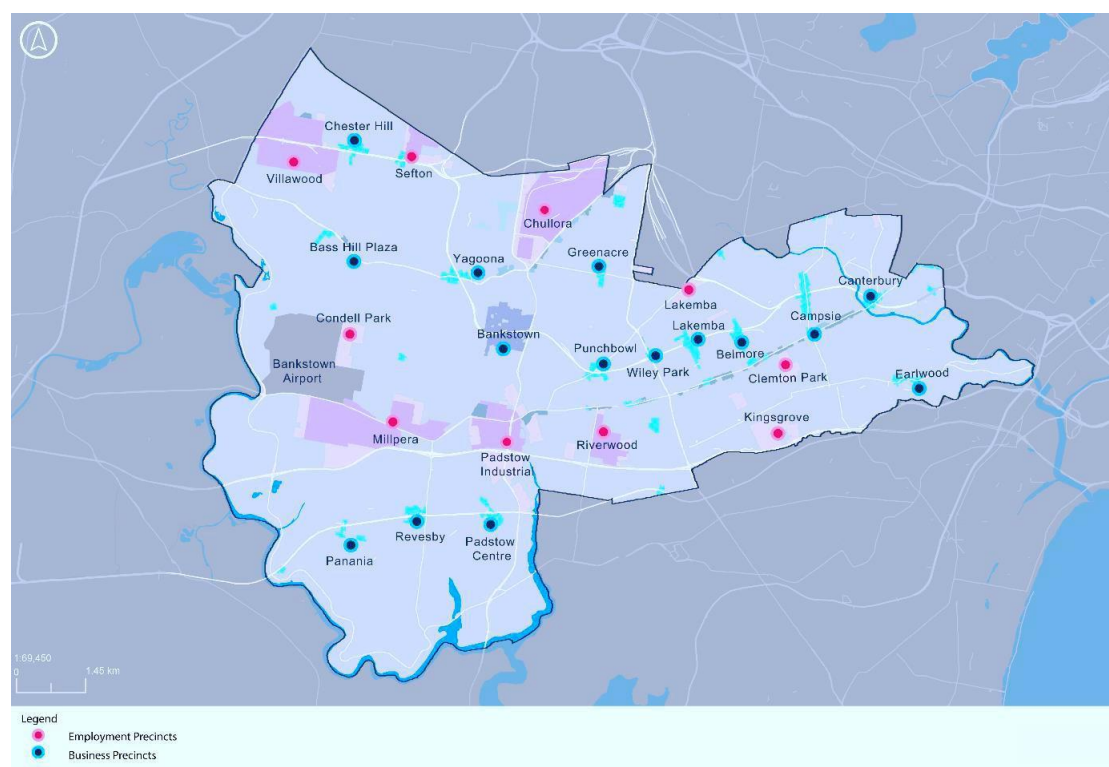 Chester Hill
Villawood
Sefton
Chullora
Bass Hill Plaza
Yagoona
Greenacre
Canterbury
Lakemba
Condell Park
Bankstown
Lakemba
Campsie
Punchbowl
Belmore
Bankstown
Airport
Wiley Park
Clemton Park
Earlwood
Kingsgrove
Millpera
Riverwood
Padstow
Industrial
Revesby
Padstow
Centre
Panania
1:69,450
0
1.45 km
Legend
Employment Precincts
Business Precincts